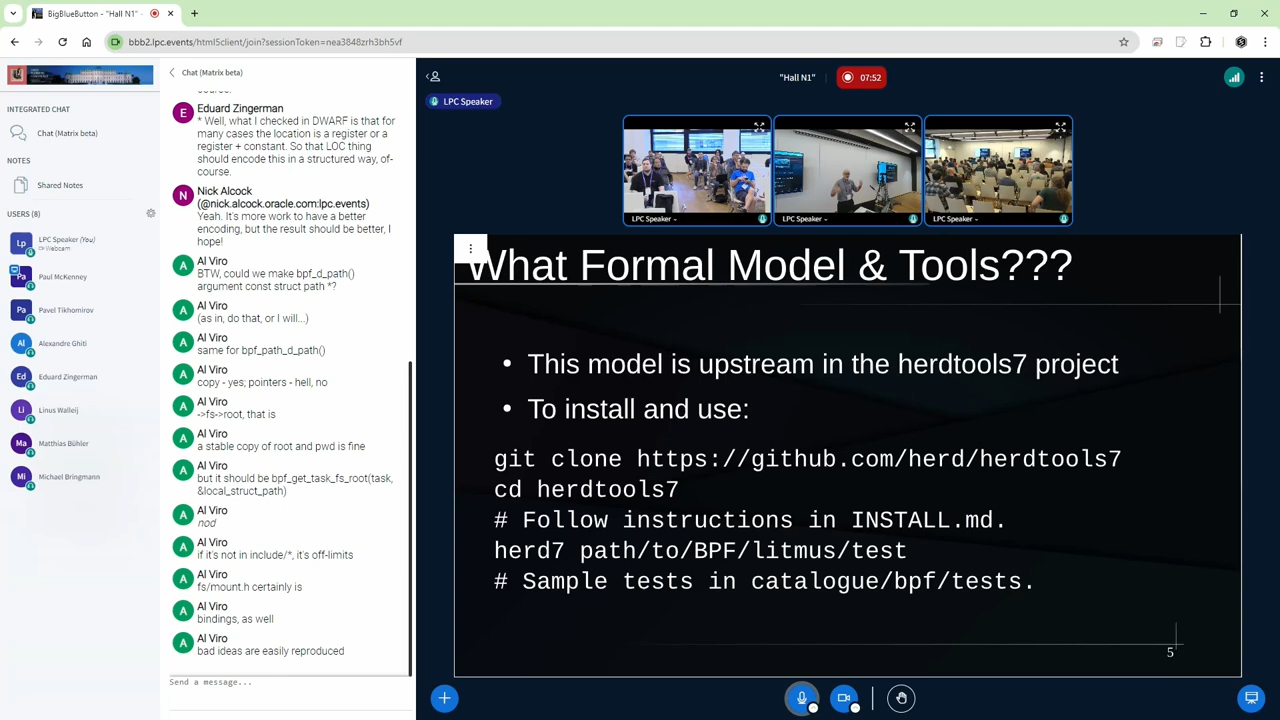 BigBlueButton - "Hall N1" -
bbb2.lpc.events/html5client/join?sessionToken=nea3848zrh3bh5vf
INTEGRATED CHAT
Chat (Matrix beta)
NOTES
Shared Notes
USERS (8)
Lp
LPC Speaker (You)
Webcam
Pa
Paul McKenney
Pa
Pavel Tikhomirov
Al
Alexandre Ghiti
Ed
Eduard Zingerman
Li
Linus Walleij
Ma
Matthias Bühler
Mi
Michael Bringmann
Chat (Matrix beta)
course.
E
Eduard Zingerman
* Well, what I checked in DWARF is that for
many cases the location is a register or a
register + constant. So that LOC thing
should encode this in a structured way, of-
course.
N
Nick Alcock
(@nick.alcock.oracle.com:lpc.events)
Yeah. It's more work to have a better
encoding, but the result should be better, I
hope!
A
Al Viro
BTW, could we make bpf_d_path()
argument const struct path *?
A
Al Viro
(as in, do that, or I will...)
A
Al Viro
same for bpf_path_d_path()
A
Al Viro
copy - yes; pointers - hell, no
A
Al Viro
->fs->root, that is
A
Al Viro
a stable copy of root and pwd is fine
A
Al Viro
but it should be bpf_get_task_fs_root(task,
&local_struct_path)
A
Al Viro
nod
A
Al Viro
if it's not in include/*, it's off-limits
A
Al Viro
fs/mount.h certainly is
A
Al Viro
bindings, as well
A
Al Viro
bad ideas are easily reproduced
Send a message...
"Hall N1"
07:52
LPC Speaker
LPC Speaker
LPC Speaker
LPC Speaker
What Formal Model & Tools???
• This model is upstream in the herdtools7 project
• To install and use:
git clone https://github.com/herd/herdtools7
cd herdtools7
# Follow instructions in INSTALL.md.
herd7 path/to/BPF/litmus/test
# Sample tests in catalogue/bpf/tests.
5